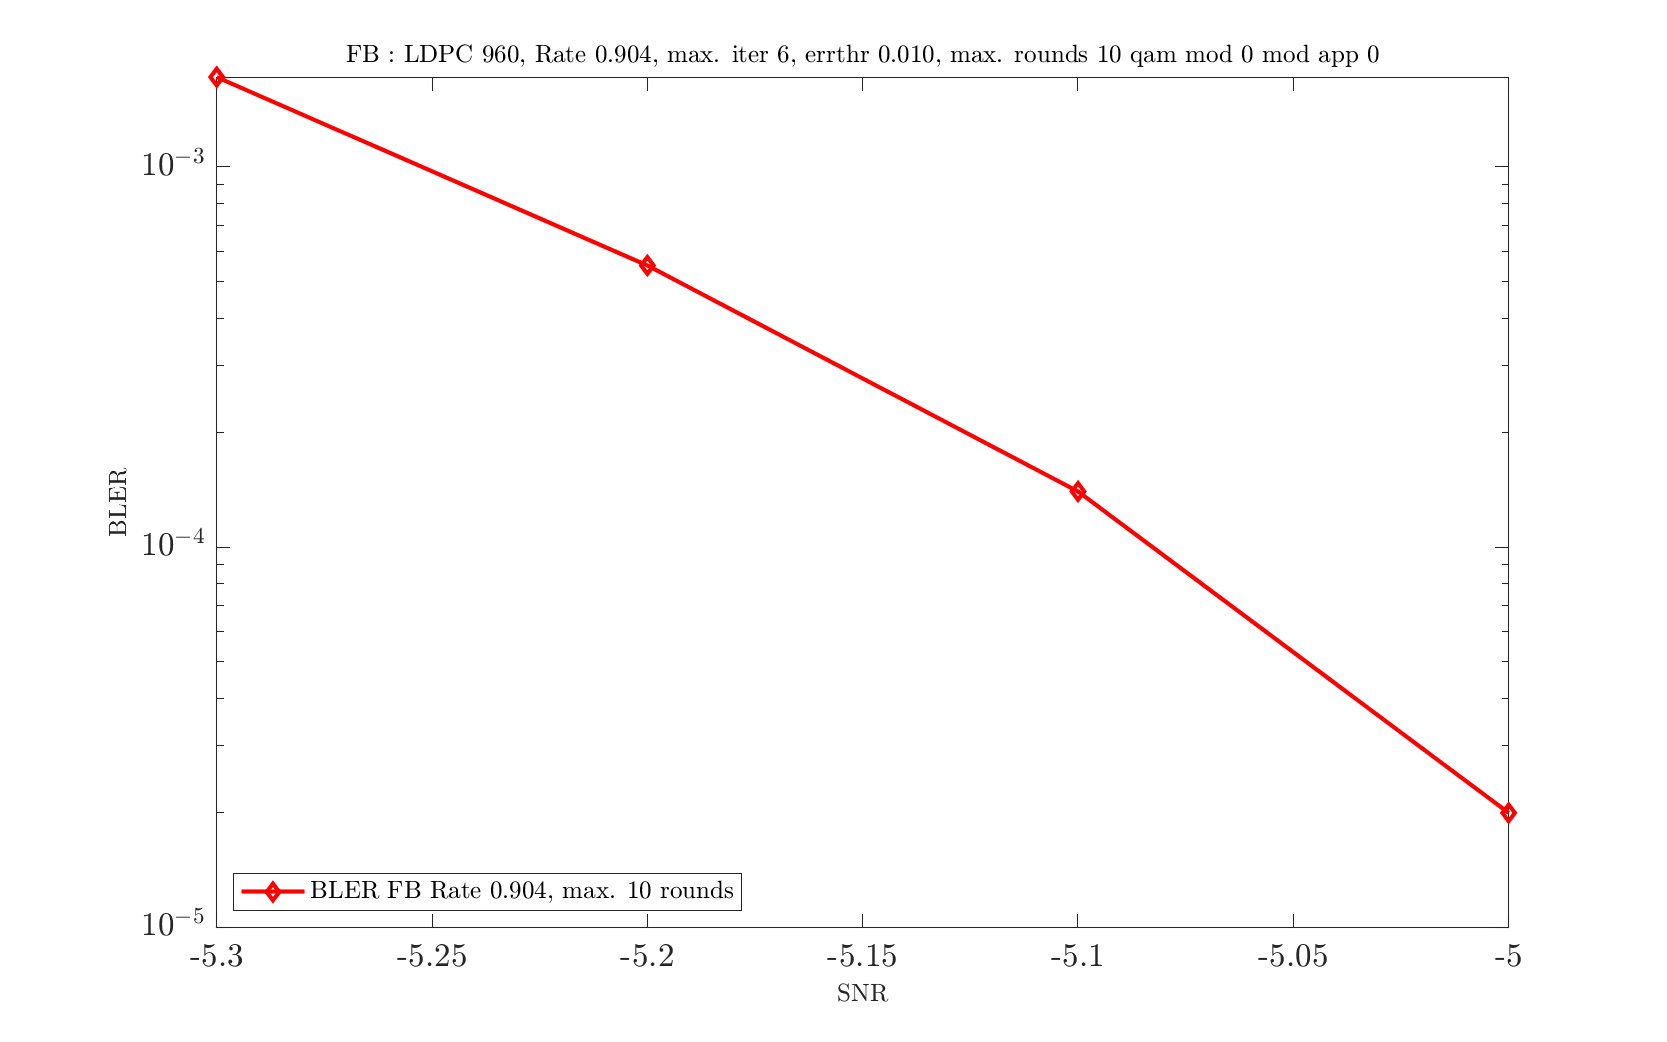 FB : LDPC 960, Rate 0.904, max. iter 6, errthr 0.010, max. rounds 10 qam mod 0 mod app 0
10⁻³
BLER
10⁻⁴
BLER FB Rate 0.904, max. 10 rounds
10⁻⁵
-5.3 -5.25 -5.2 -5.15 -5.1 -5.05 -5
SNR